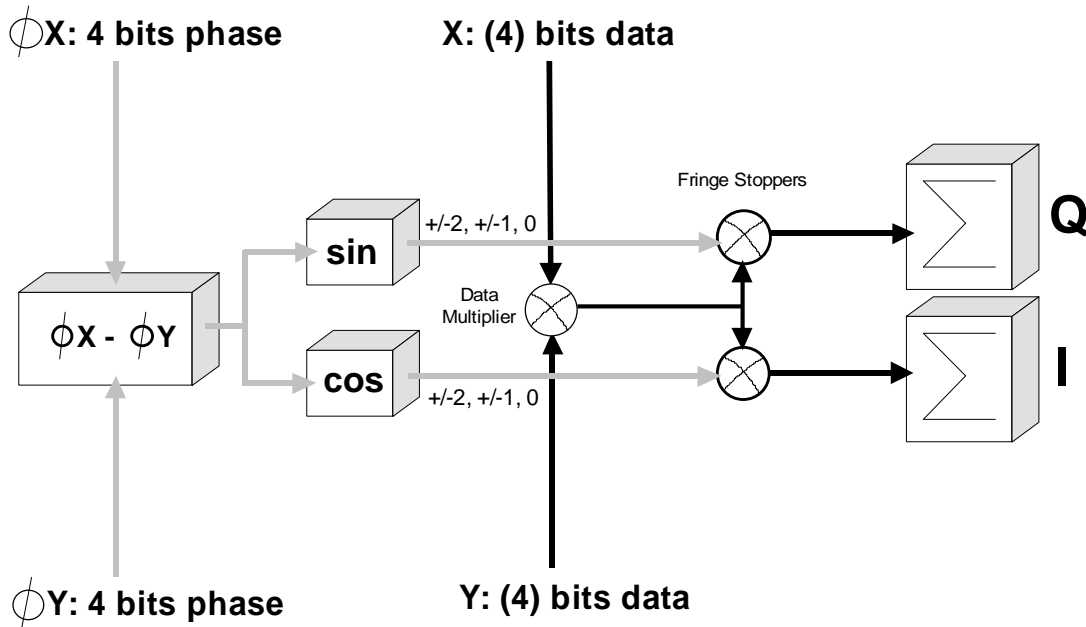 ϕX: 4 bits phase
X: (4) bits data
Fringe Stoppers
Q
sin
+/-2, +/-1, 0
Data
Multiplier
ϕX - ϕY
cos
+/-2, +/-1, 0
I
ϕY: 4 bits phase
Y: (4) bits data